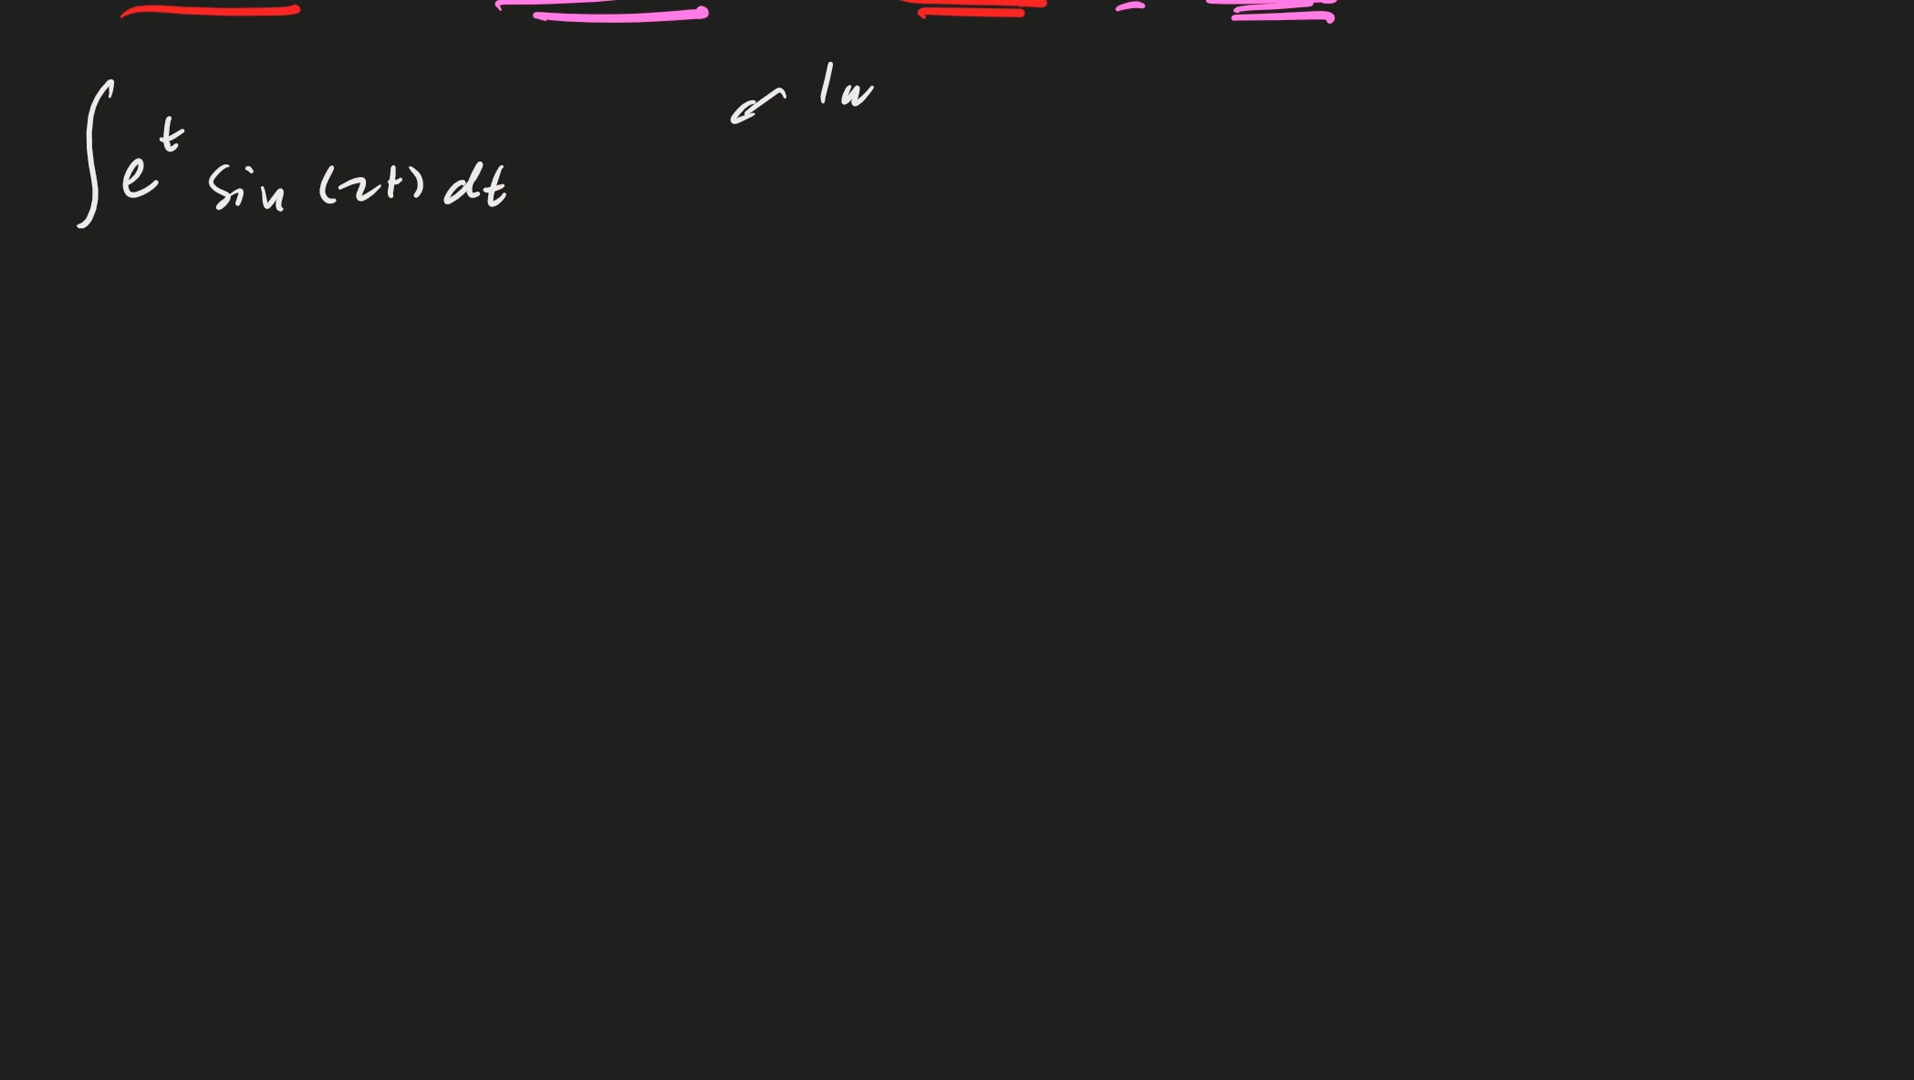 ∫ e^t sin (2t) dt